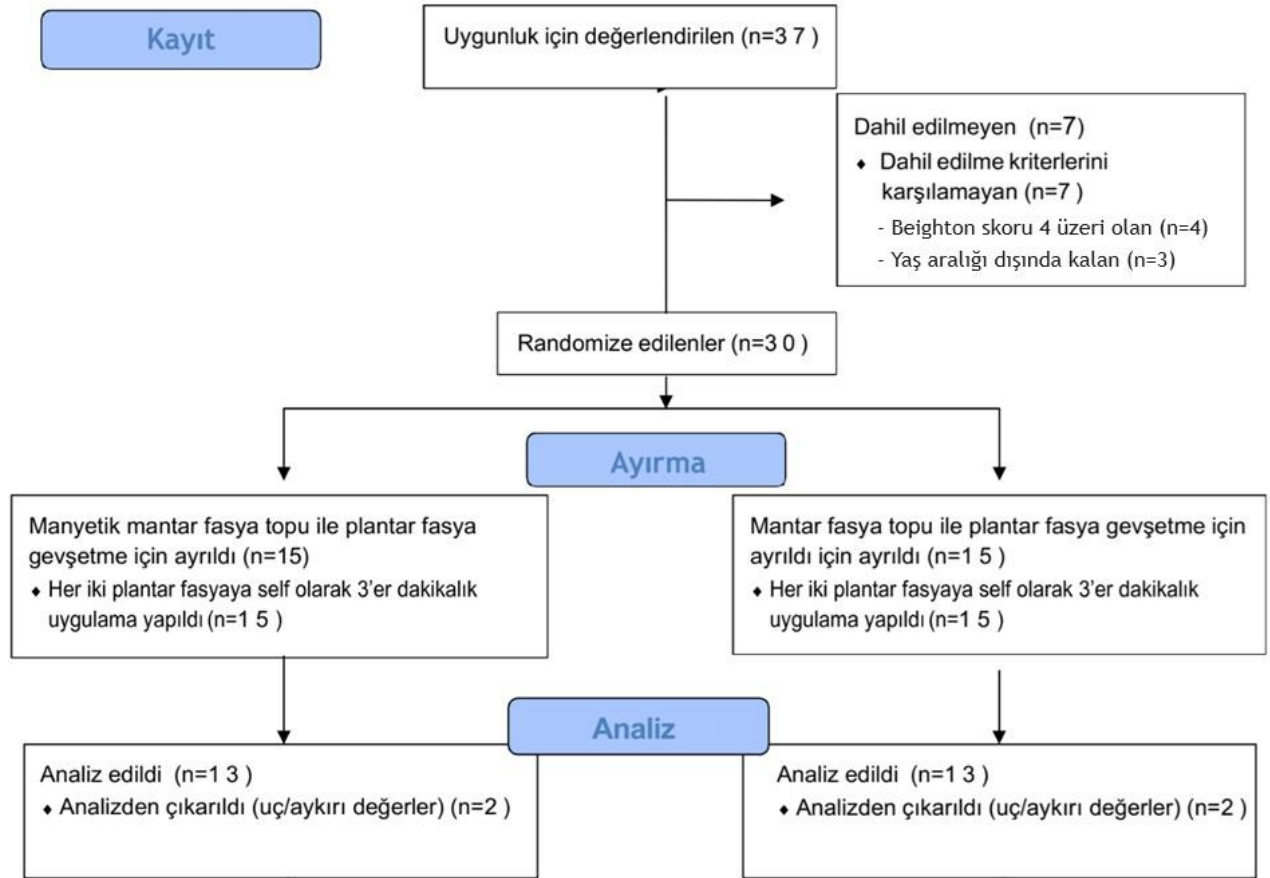 Kayıt
Uygunluk için değerlendirilen (n=3 7 )
Dahil edilmeyen (n=7)
♦ Dahil edilme kriterlerini
karşılamayan (n=7 )
- Beighton skoru 4 üzeri olan (n=4)
- Yaş aralığı dışında kalan (n=3)
Randomize edilenler (n=3 0 )
Ayırma
Manyetik mantar fasya topu ile plantar fasya
gevşetme için ayrıldı (n=15)
♦ Her iki plantar fasyaya self olarak 3’er dakikalık
uygulama yapıldı (n=1 5 )
Mantar fasya topu ile plantar fasya gevşetme için
ayrıldı için ayrıldı (n=1 5 )
♦ Her iki plantar fasyaya self olarak 3’er dakikalık
uygulama yapıldı (n=1 5 )
Analiz
Analiz edildi (n=1 3 )
♦ Analizden çıkarıldı (uç/aykırı değerler) (n=2 )
Analiz edildi (n=1 3 )
♦ Analizden çıkarıldı (uç/aykırı değerler) (n=2 )